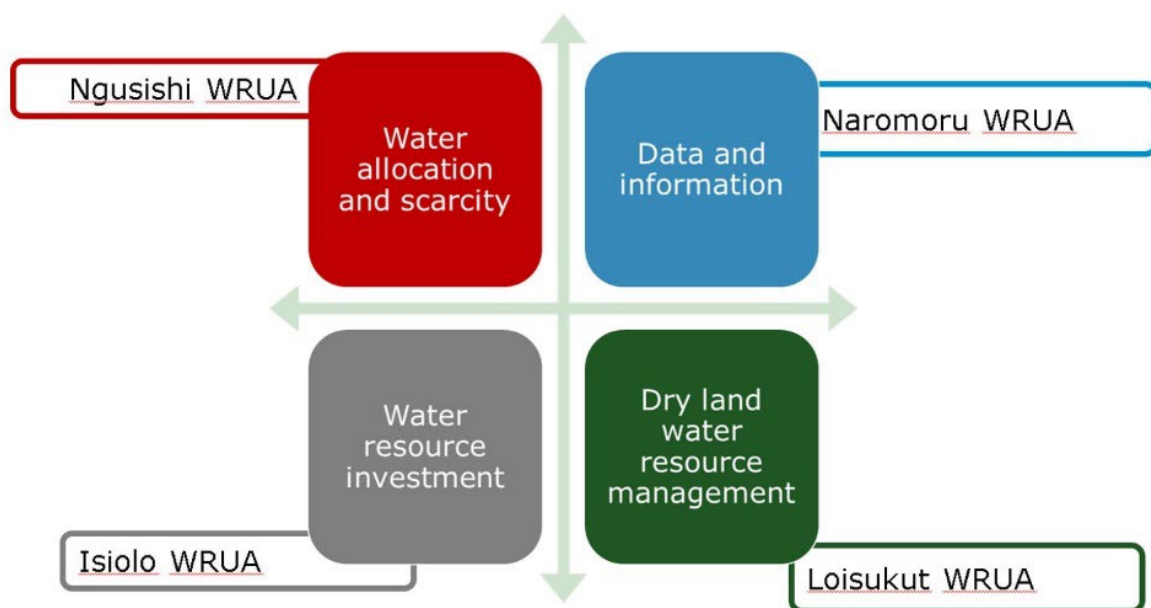 Ngusishi WRUA
Water
allocation
and scarcity
Data and
information
Naromoru WRUA
Water
resource
investment
Isiolo WRUA
Dry land
water
resource
management
Loisukut WRUA